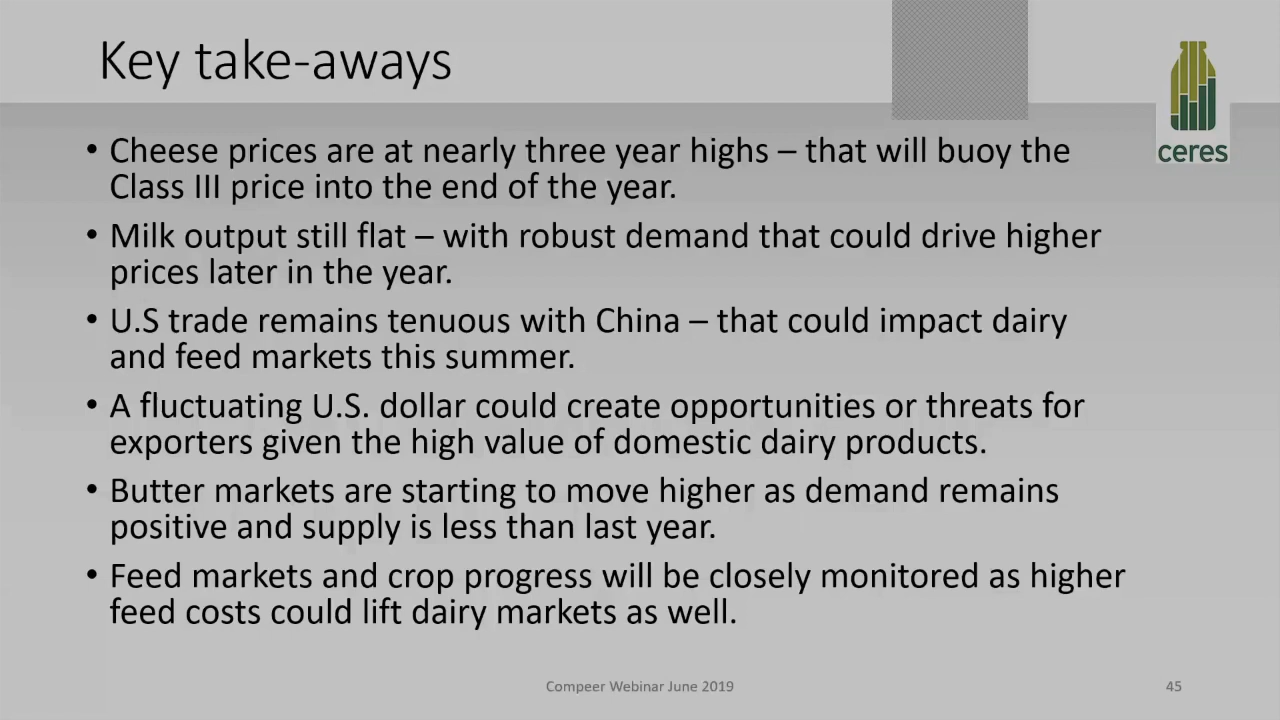 Key take-aways
ceres
• Cheese prices are at nearly three year highs – that will buoy the
Class III price into the end of the year.
• Milk output still flat – with robust demand that could drive higher
prices later in the year.
• U.S trade remains tenuous with China – that could impact dairy
and feed markets this summer.
• A fluctuating U.S. dollar could create opportunities or threats for
exporters given the high value of domestic dairy products.
• Butter markets are starting to move higher as demand remains
positive and supply is less than last year.
• Feed markets and crop progress will be closely monitored as higher
feed costs could lift dairy markets as well.
Compeer Webinar June 2019
45